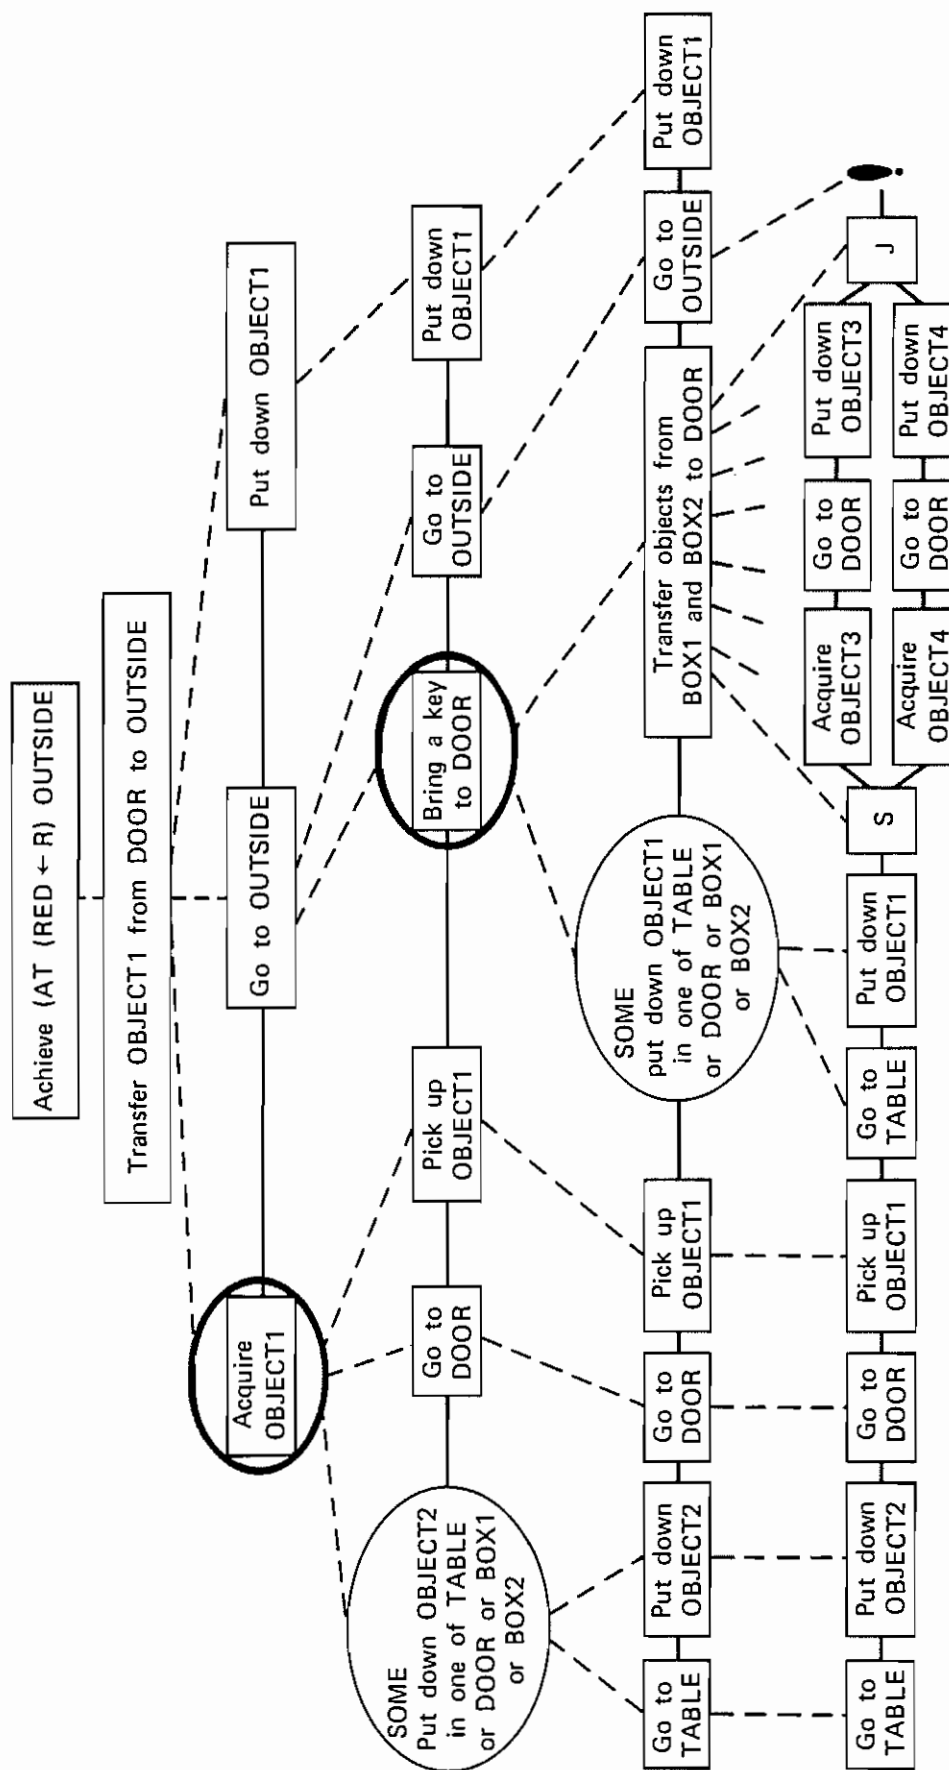 Achieve (AT (RED ← R) OUTSIDE
Transfer OBJECT1 from DOOR to OUTSIDE
Acquire
OBJECT1
Go to OUTSIDE
Put down OBJECT1
SOME
Put down OBJECT2
in one of TABLE
or DOOR or BOX1
or BOX2
Go to
DOOR
Pick up
OBJECT1
Bring a key
to DOOR
Go to
OUTSIDE
Put down
OBJECT1
Go to
TABLE
Put down
OBJECT2
Go to
DOOR
Pick up
OBJECT1
SOME
put down OBJECT1
in one of TABLE
or DOOR or BOX1
or BOX2
Transfer objects from
BOX1 and BOX2 to DOOR
Go to
OUTSIDE
Put down
OBJECT1
Go to
TABLE
Put down
OBJECT2
Go to
DOOR
Pick up
OBJECT1
Go to
TABLE
Put down
OBJECT1
S
Acquire
OBJECT3
Go to
DOOR
Put down
OBJECT3
Acquire
OBJECT4
Go to
DOOR
Put down
OBJECT4
J
!